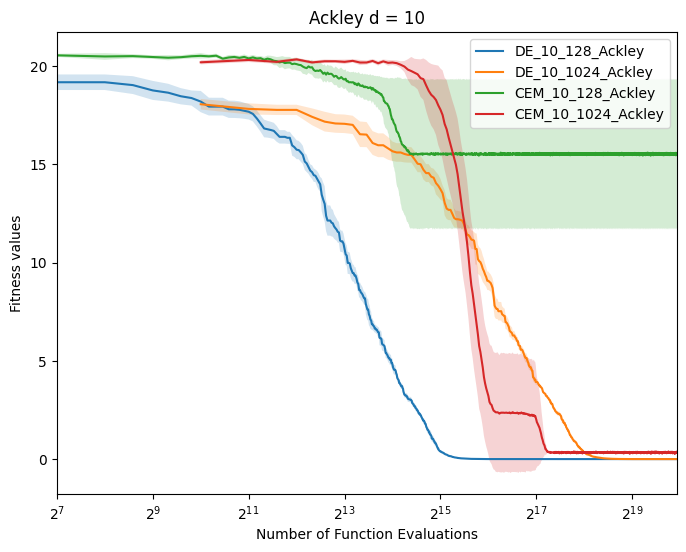 Ackley d = 10
DE_10_128_Ackley
DE_10_1024_Ackley
CEM_10_128_Ackley
CEM_10_1024_Ackley
20
15
10
5
0
Fitness values
2^7 2^9 2^11 2^13 2^15 2^17 2^19
Number of Function Evaluations